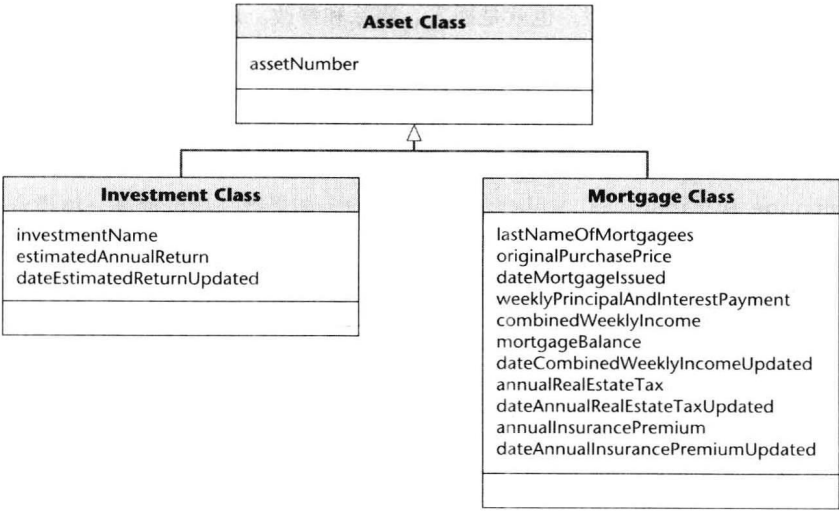 Asset Class
assetNumber
Investment Class
investmentName
estimatedAnnualReturn
dateEstimatedReturnUpdated
Mortgage Class
lastNameOfMortgagees
originalPurchasePrice
dateMortgageIssued
weeklyPrincipalAndInterestPayment
combinedWeeklyIncome
mortgageBalance
dateCombinedWeeklyIncomeUpdated
annualRealEstateTax
dateAnnualRealEstateTaxUpdated
annualInsurancePremium
dateAnnualInsurancePremiumUpdated